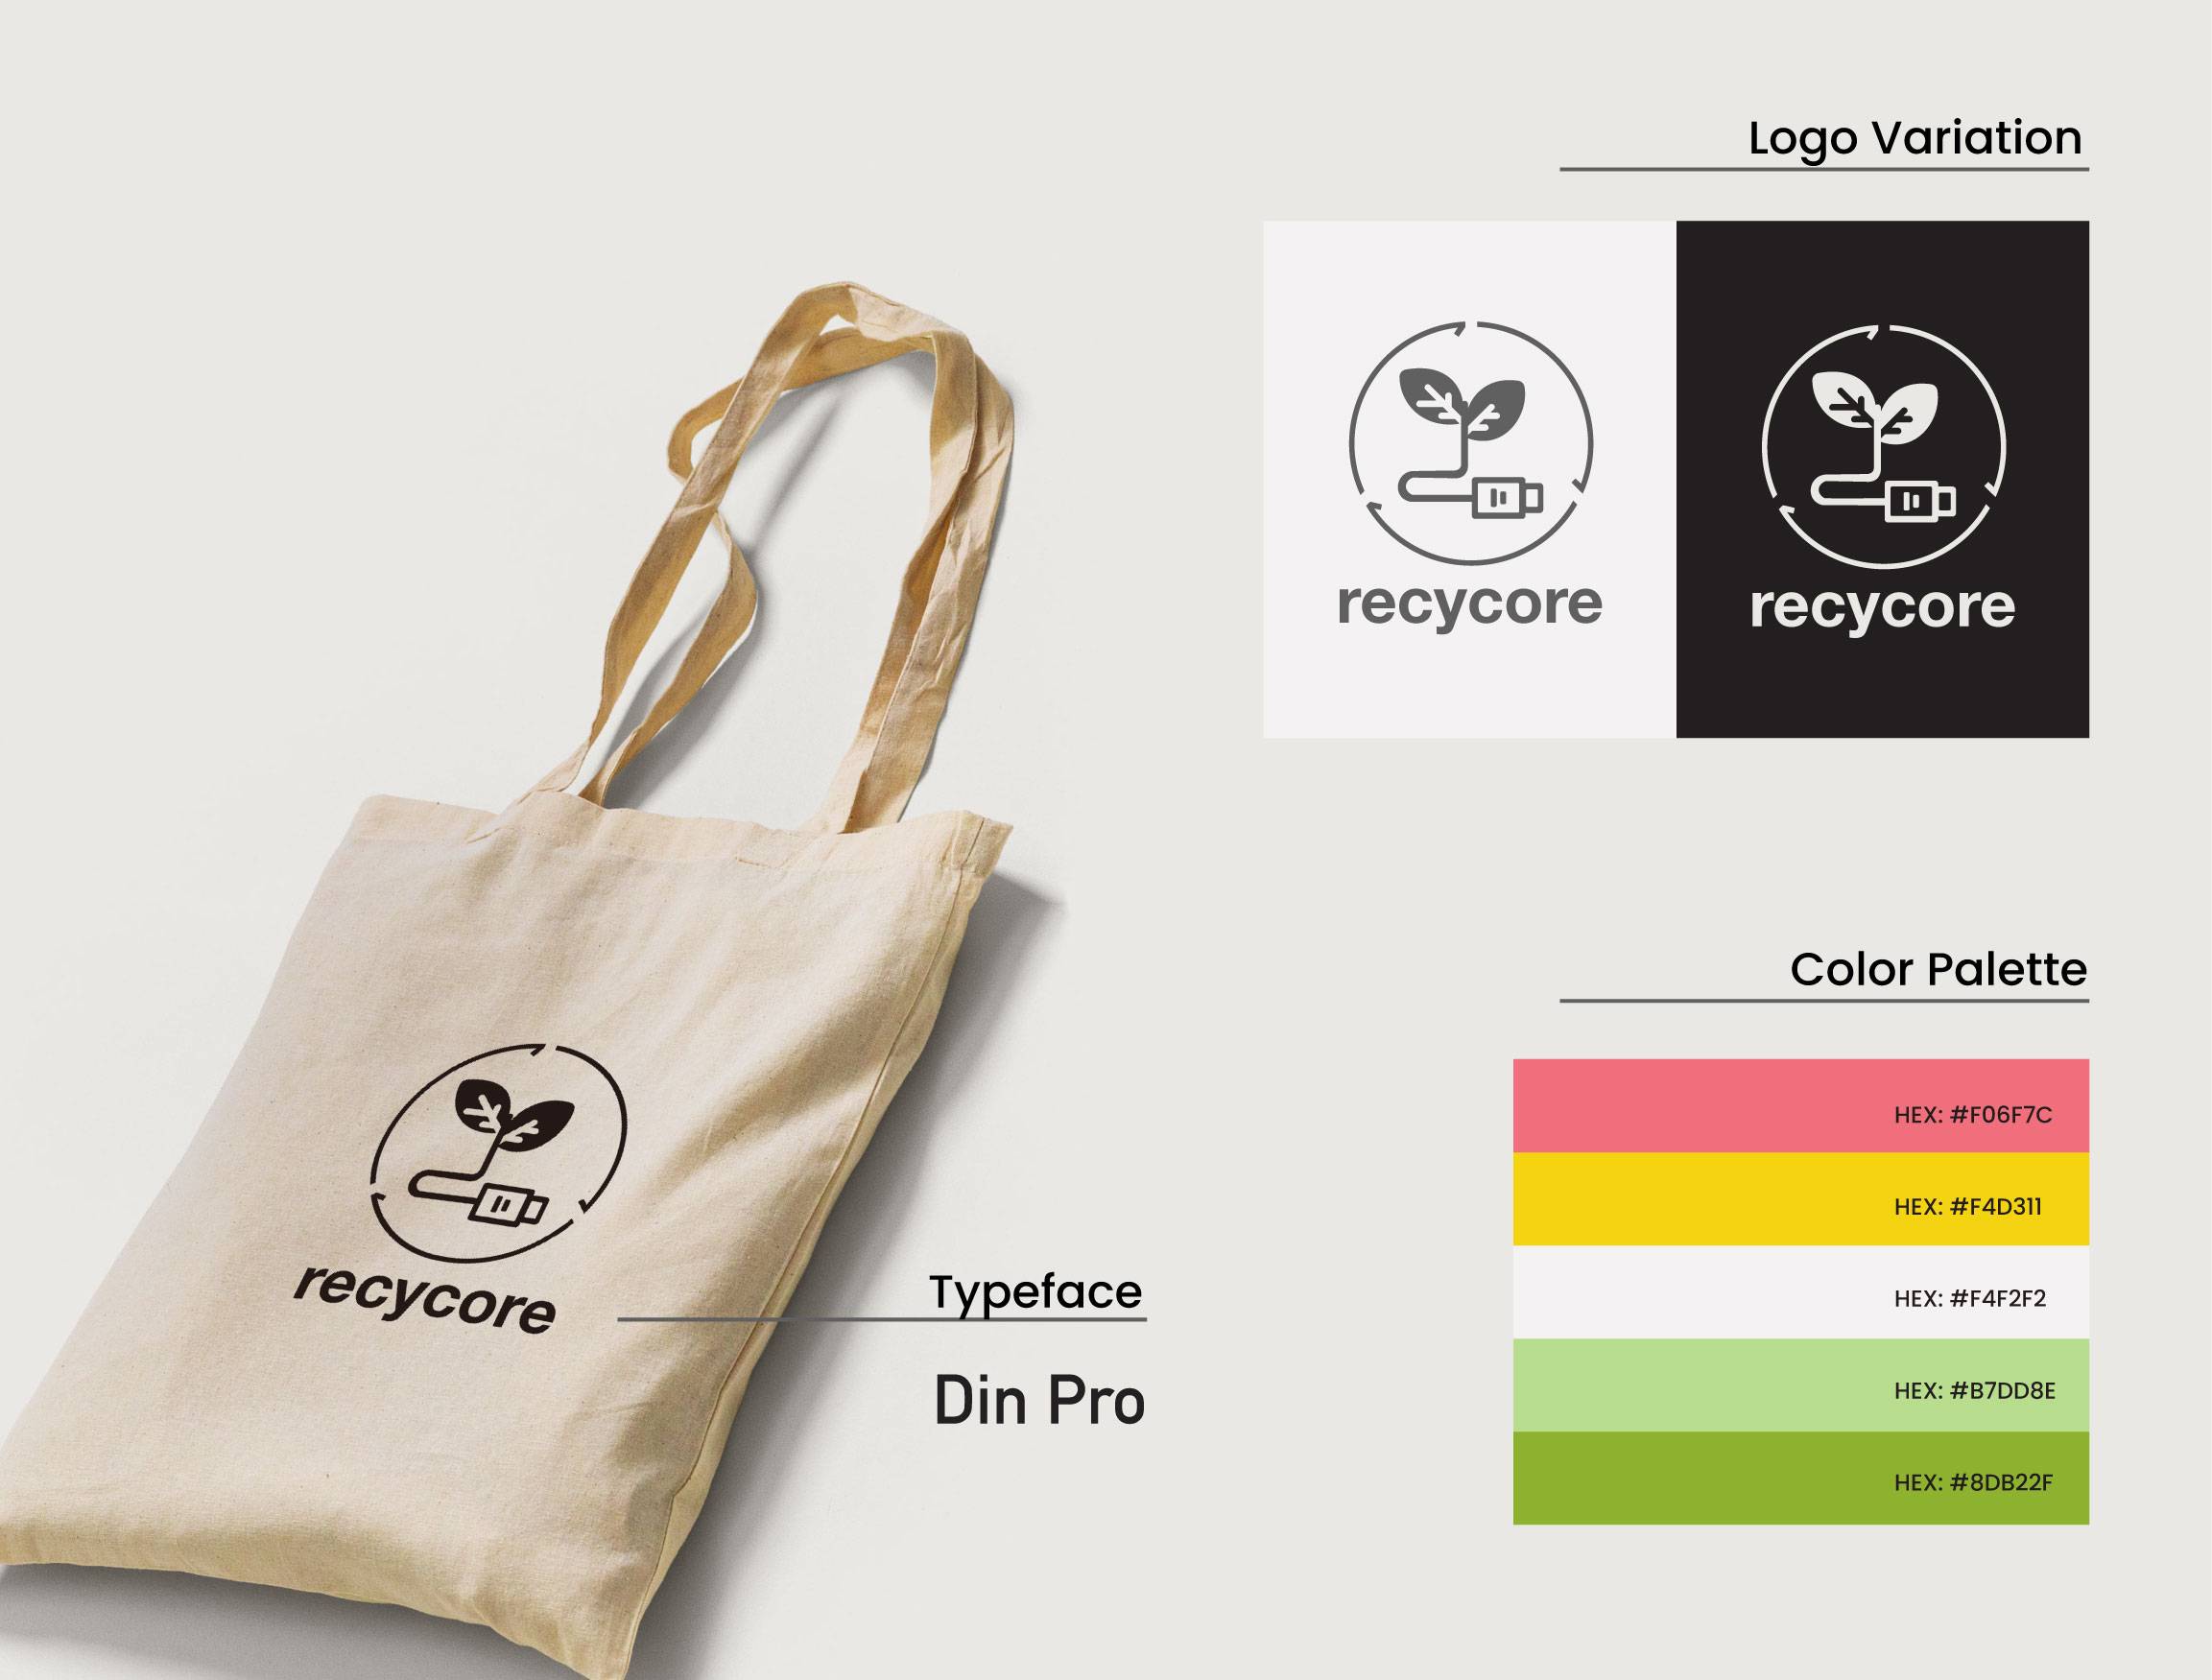 Logo Variation
recycore
recycore
Color Palette
HEX: #F06F7C
HEX: #F4D311
HEX: #F4F2F2
HEX: #B7DD8E
HEX: #8DB22F
recycore
Typeface
Din Pro